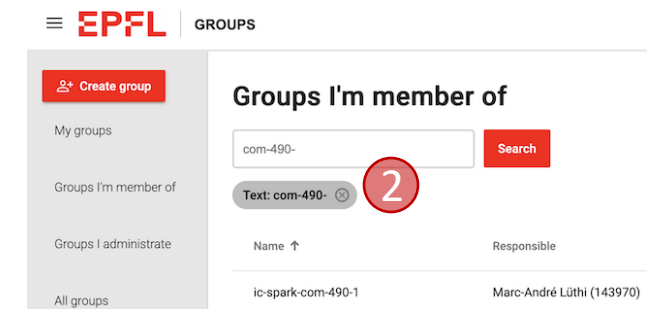 EPFL GROUPS
Create group
My groups
Groups I'm member of
Groups I administrate
All groups
Groups I'm member of
com-490-
Search
Text: com-490-
2
Name Responsible
ic-spark-com-490-1 Marc-André Lüthi (143970)